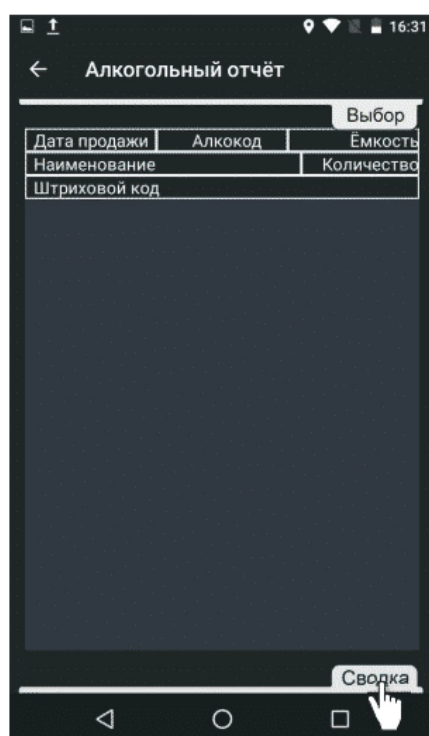 16:31
Алкогольный отчёт
Выбор
Дата продажи Алкокод Ёмкость
Наименование Количество
Штриховой код
Сводка